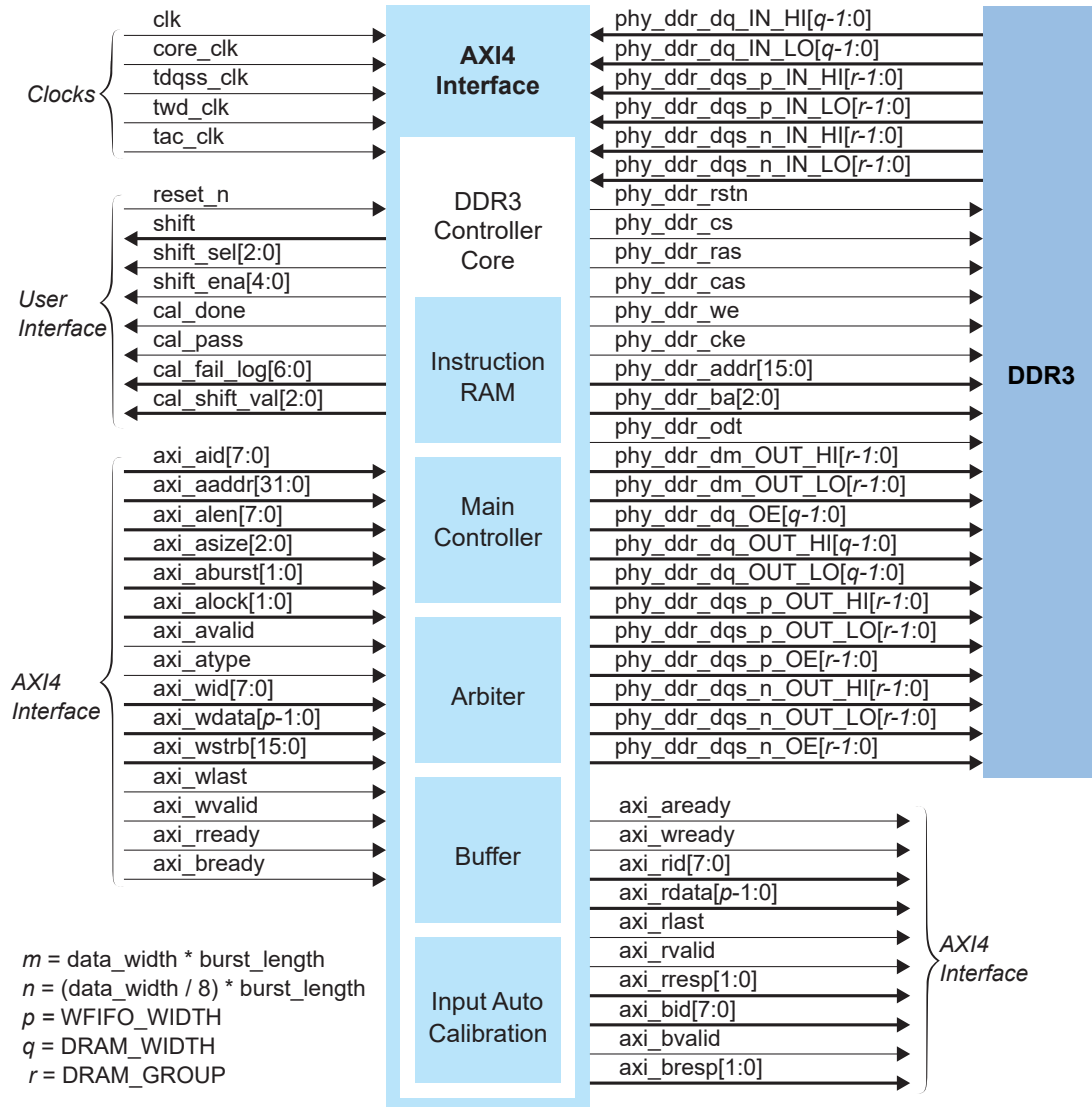 Clocks
clk
core_clk
tdqss_clk
twd_clk
tac_clk
User
Interface
reset_n
shift
shift_sel[2:0]
shift_ena[4:0]
cal_done
cal_pass
cal_fail_log[6:0]
cal_shift_val[2:0]
AXI4
Interface
axi_aid[7:0]
axi_aaddr[31:0]
axi_alen[7:0]
axi_asize[2:0]
axi_aburst[1:0]
axi_alock[1:0]
axi_avalid
axi_atype
axi_wid[7:0]
axi_wdata[p-1:0]
axi_wstrb[15:0]
axi_wlast
axi_wvalid
axi_rready
axi_bready
m = data_width * burst_length
n = (data_width / 8) * burst_length
p = WFIFO_WIDTH
q = DRAM_WIDTH
r = DRAM_GROUP
AXI4
Interface
DDR3
Controller
Core
Instruction
RAM
Main
Controller
Arbiter
Buffer
Input Auto
Calibration
phy_ddr_dq_IN_HI[q-1:0]
phy_ddr_dq_IN_LO[q-1:0]
phy_ddr_dqs_p_IN_HI[r-1:0]
phy_ddr_dqs_p_IN_LO[r-1:0]
phy_ddr_dqs_n_IN_HI[r-1:0]
phy_ddr_dqs_n_IN_LO[r-1:0]
phy_ddr_rstn
phy_ddr_cs
phy_ddr_ras
phy_ddr_cas
phy_ddr_we
phy_ddr_cke
phy_ddr_addr[15:0]
phy_ddr_ba[2:0]
phy_ddr_odt
phy_ddr_dm_OUT_HI[r-1:0]
phy_ddr_dm_OUT_LO[r-1:0]
phy_ddr_dq_OE[q-1:0]
phy_ddr_dq_OUT_HI[q-1:0]
phy_ddr_dq_OUT_LO[q-1:0]
phy_ddr_dqs_p_OUT_HI[r-1:0]
phy_ddr_dqs_p_OUT_LO[r-1:0]
phy_ddr_dqs_p_OE[r-1:0]
phy_ddr_dqs_n_OUT_HI[r-1:0]
phy_ddr_dqs_n_OUT_LO[r-1:0]
phy_ddr_dqs_n_OE[r-1:0]
DDR3
axi_aready
axi_wready
axi_rid[7:0]
axi_rdata[p-1:0]
axi_rlast
axi_rvalid
axi_rresp[1:0]
axi_bid[7:0]
axi_bvalid
axi_bresp[1:0]
AXI4
Interface